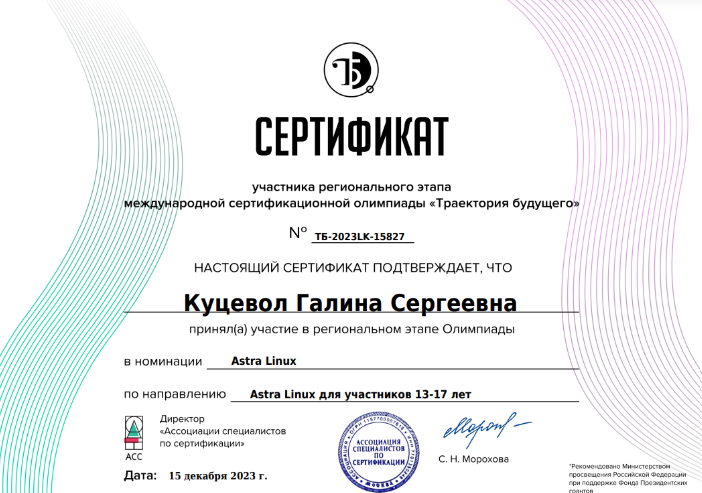 ТБ
СЕРТИФИКАТ
участника регионального этапа
международной сертификационной олимпиады «Траектория будущего»
№ ТБ-2023LK-15827
НАСТОЯЩИЙ СЕРТИФИКАТ ПОДТВЕРЖДАЕТ, ЧТО
Куцевол Галина Сергеевна
принял(а) участие в региональном этапе Олимпиады
в номинации Astra Linux
по направлению Astra Linux для участников 13-17 лет
Директор
«Ассоциации специалистов
по сертификации»
АСС
АССОЦИАЦИЯ
СПЕЦИАЛИСТОВ
ПО
СЕРТИФИКАЦИИ
МОСКВА
С. Н. Морохова
Дата: 15 декабря 2023 г.
*Рекомендовано Министерством
просвещения Российской Федерации
при поддержке Фонда Президентских
грантов